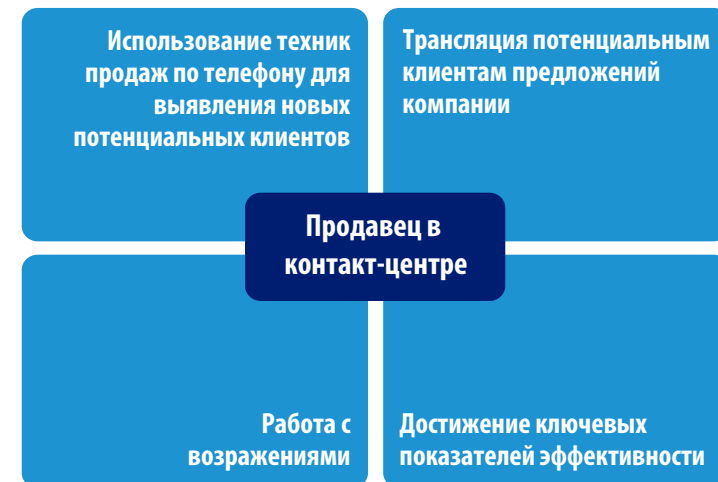 Использование техник
продаж по телефону для
выявления новых
потенциальных клиентов
Трансляция потенциальным
клиентам предложений
компании
Продавец в
контакт-центре
Работа с
возражениями
Достижение ключевых
показателей эффективности